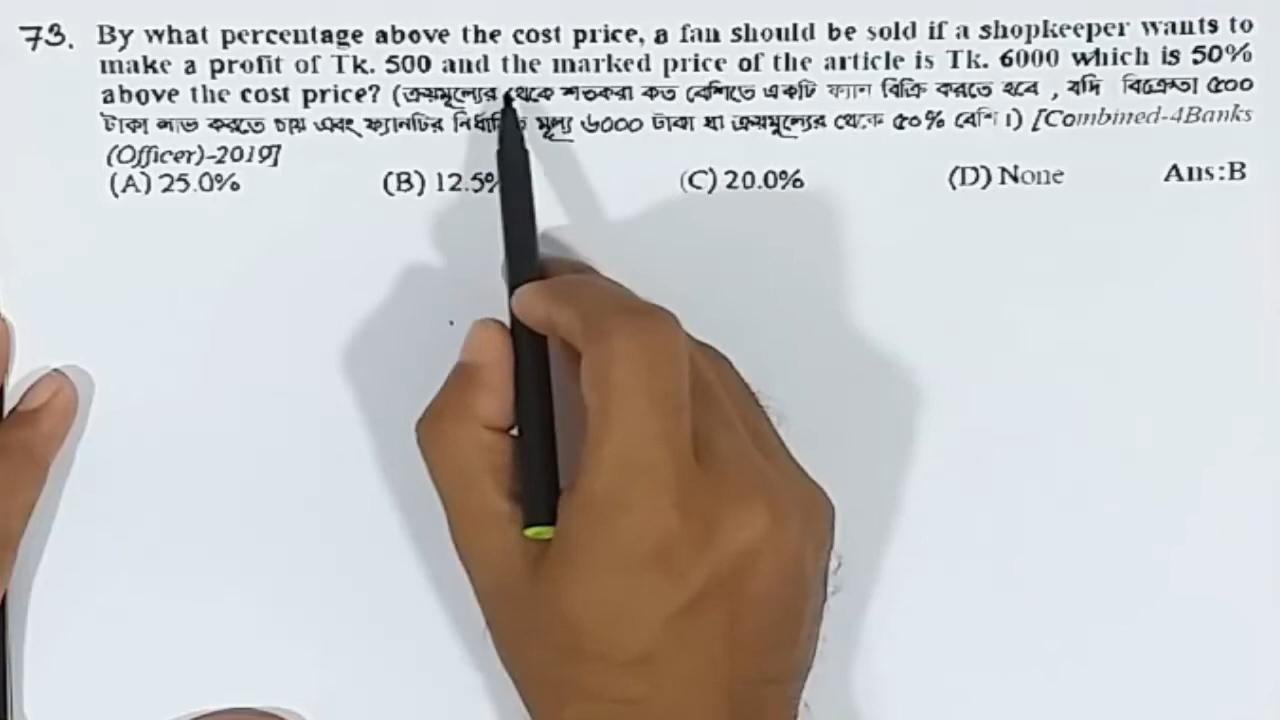 73. By what percentage above the cost price, a fan should be sold if a shopkeeper wants to
make a profit of Tk. 500 and the marked price of the article is Tk. 6000 which is 50%
above the cost price? (ক্রয়মূল্যের থেকে শতকরা কত বেশিতে একটি ফ্যান বিক্রি করতে হবে , যদি বিক্রেতা ৫০০
টাকা লাভ করতে চায় এবং ফ্যানটির নির্ধারিত মূল্য ৬০০০ টাকা যা ক্রয়মূল্যের থেকে ৫০% বেশি।) [Combined-4Banks
(Officer)-2019]
(A) 25.0% (B) 12.5% (C) 20.0% (D) None Ans:B